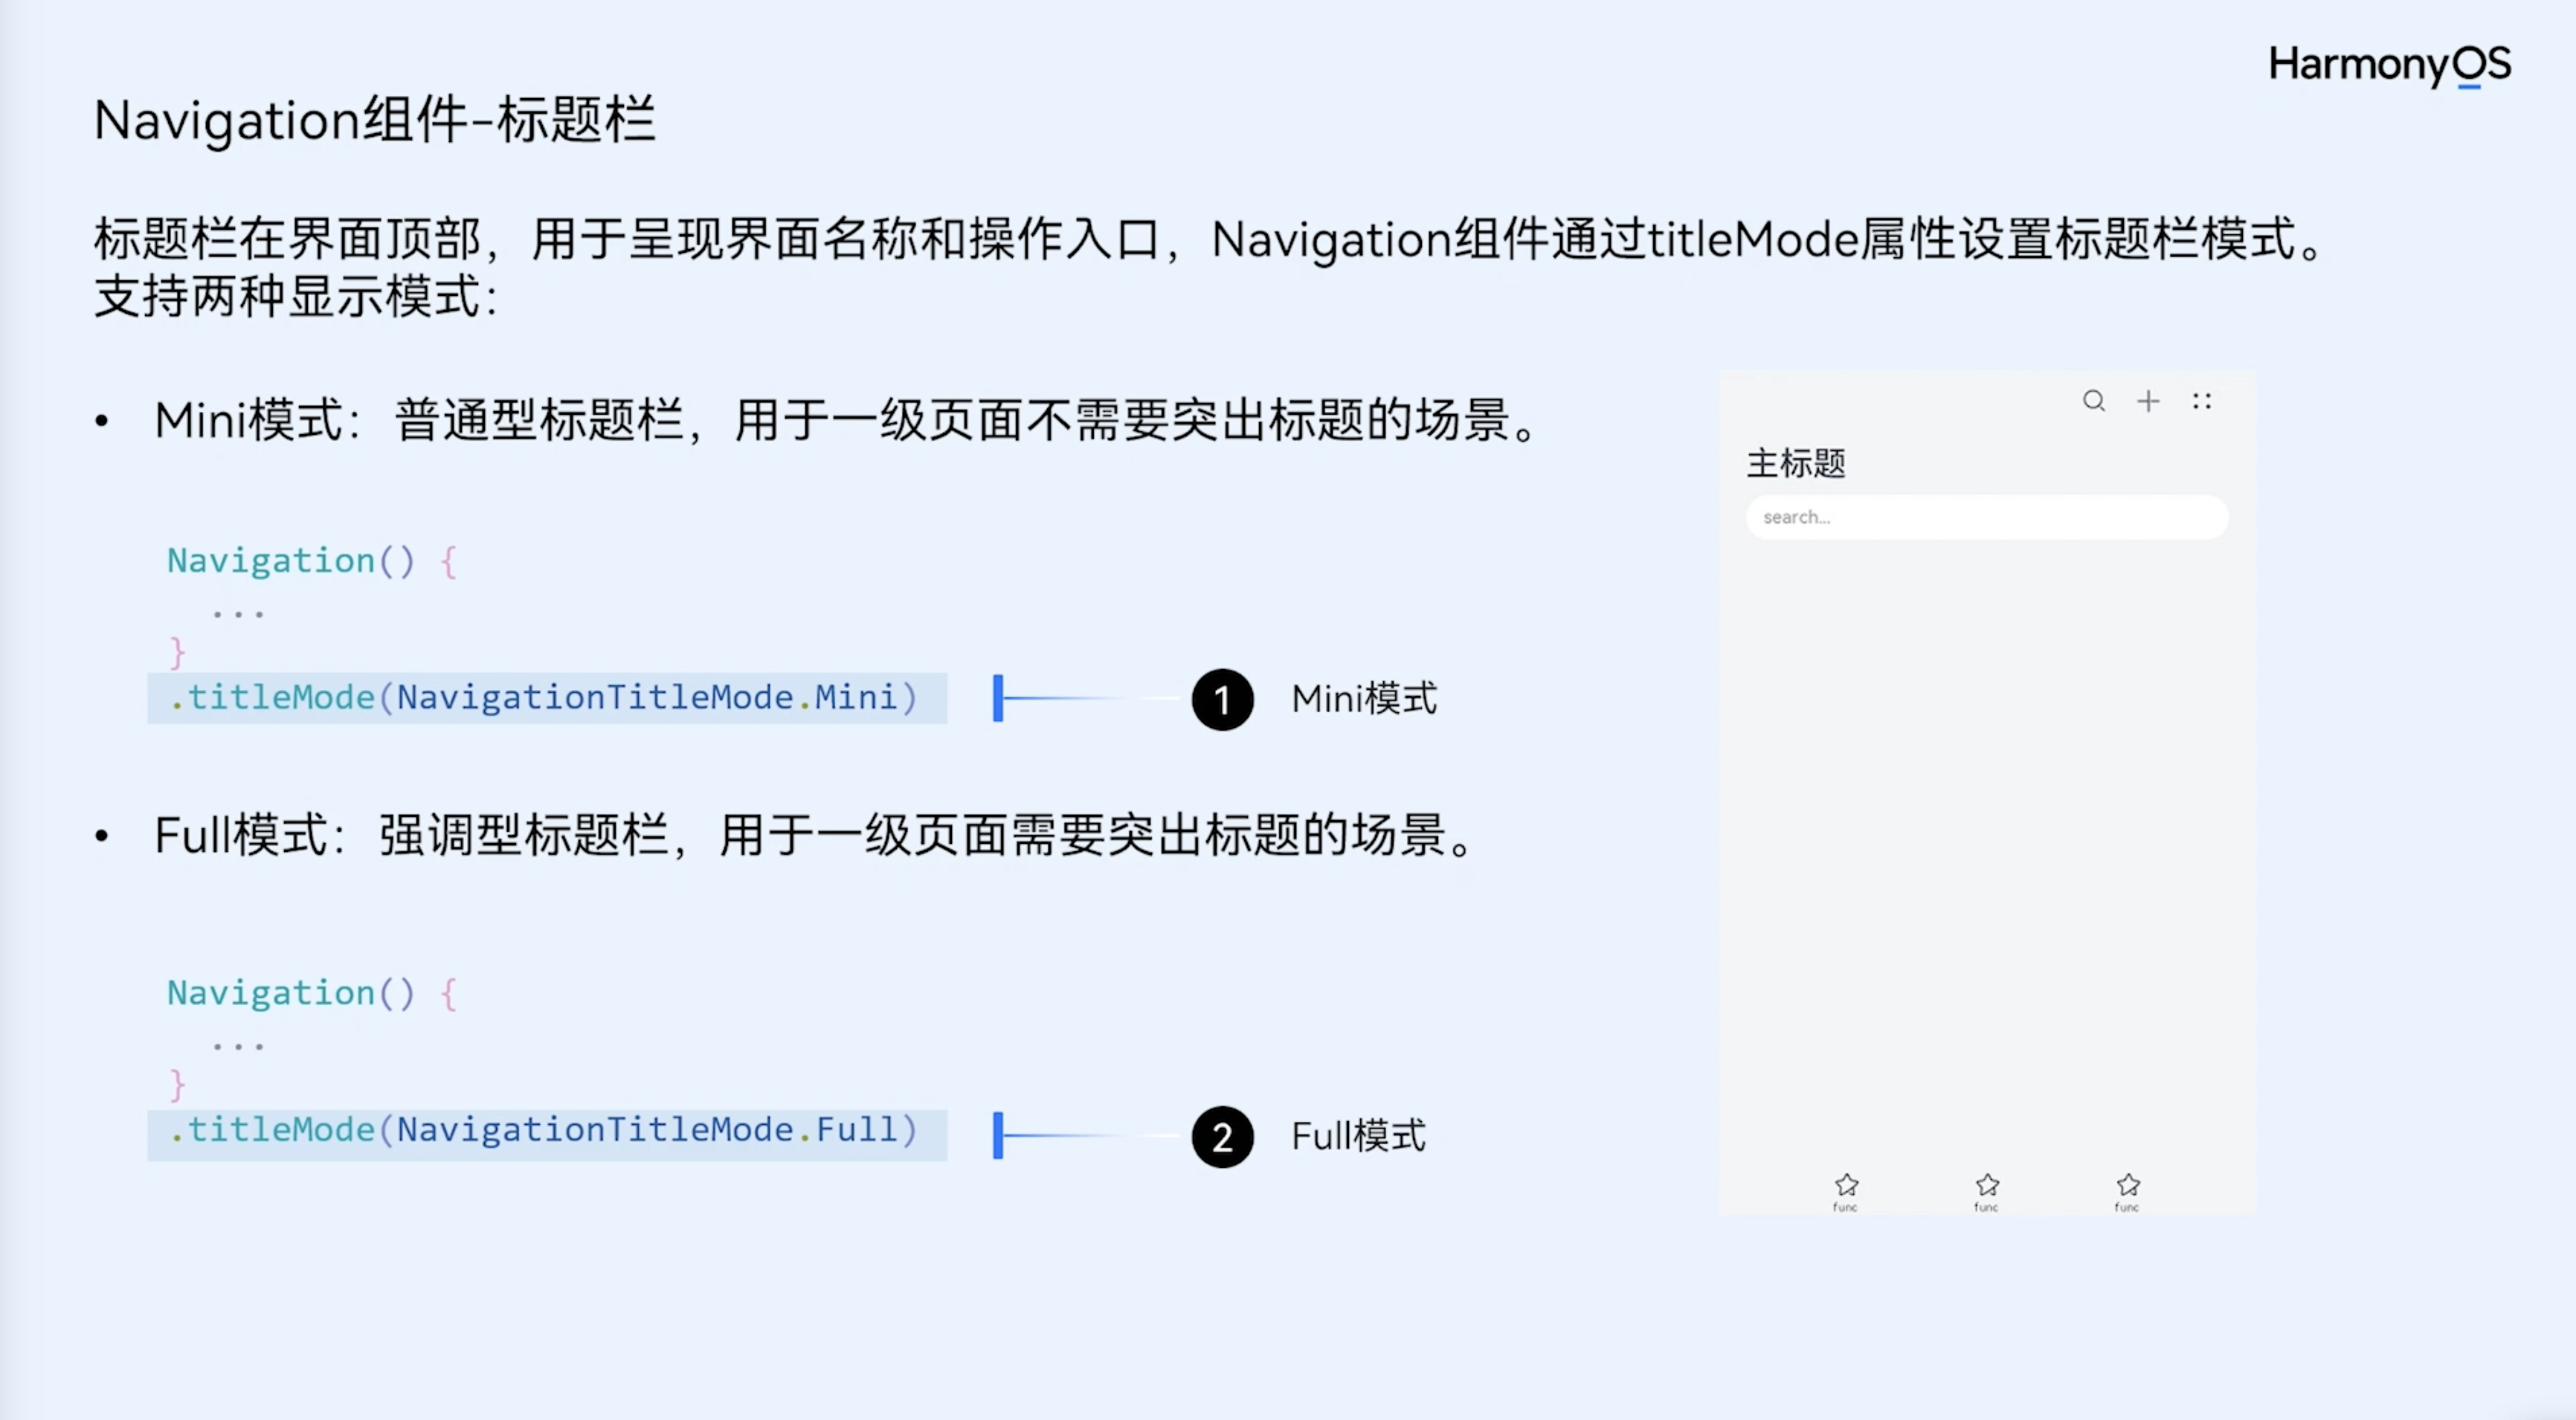 HarmonyOS
Navigation组件-标题栏
标题栏在界面顶部，用于呈现界面名称和操作入口，Navigation组件通过titleMode属性设置标题栏模式。
支持两种显示模式：
• Mini模式：普通型标题栏，用于一级页面不需要突出标题的场景。
Navigation() {
...
}
.titleMode(NavigationTitleMode.Mini)
1 Mini模式
• Full模式：强调型标题栏，用于一级页面需要突出标题的场景。
Navigation() {
...
}
.titleMode(NavigationTitleMode.Full)
2 Full模式
主标题
search...
func func func